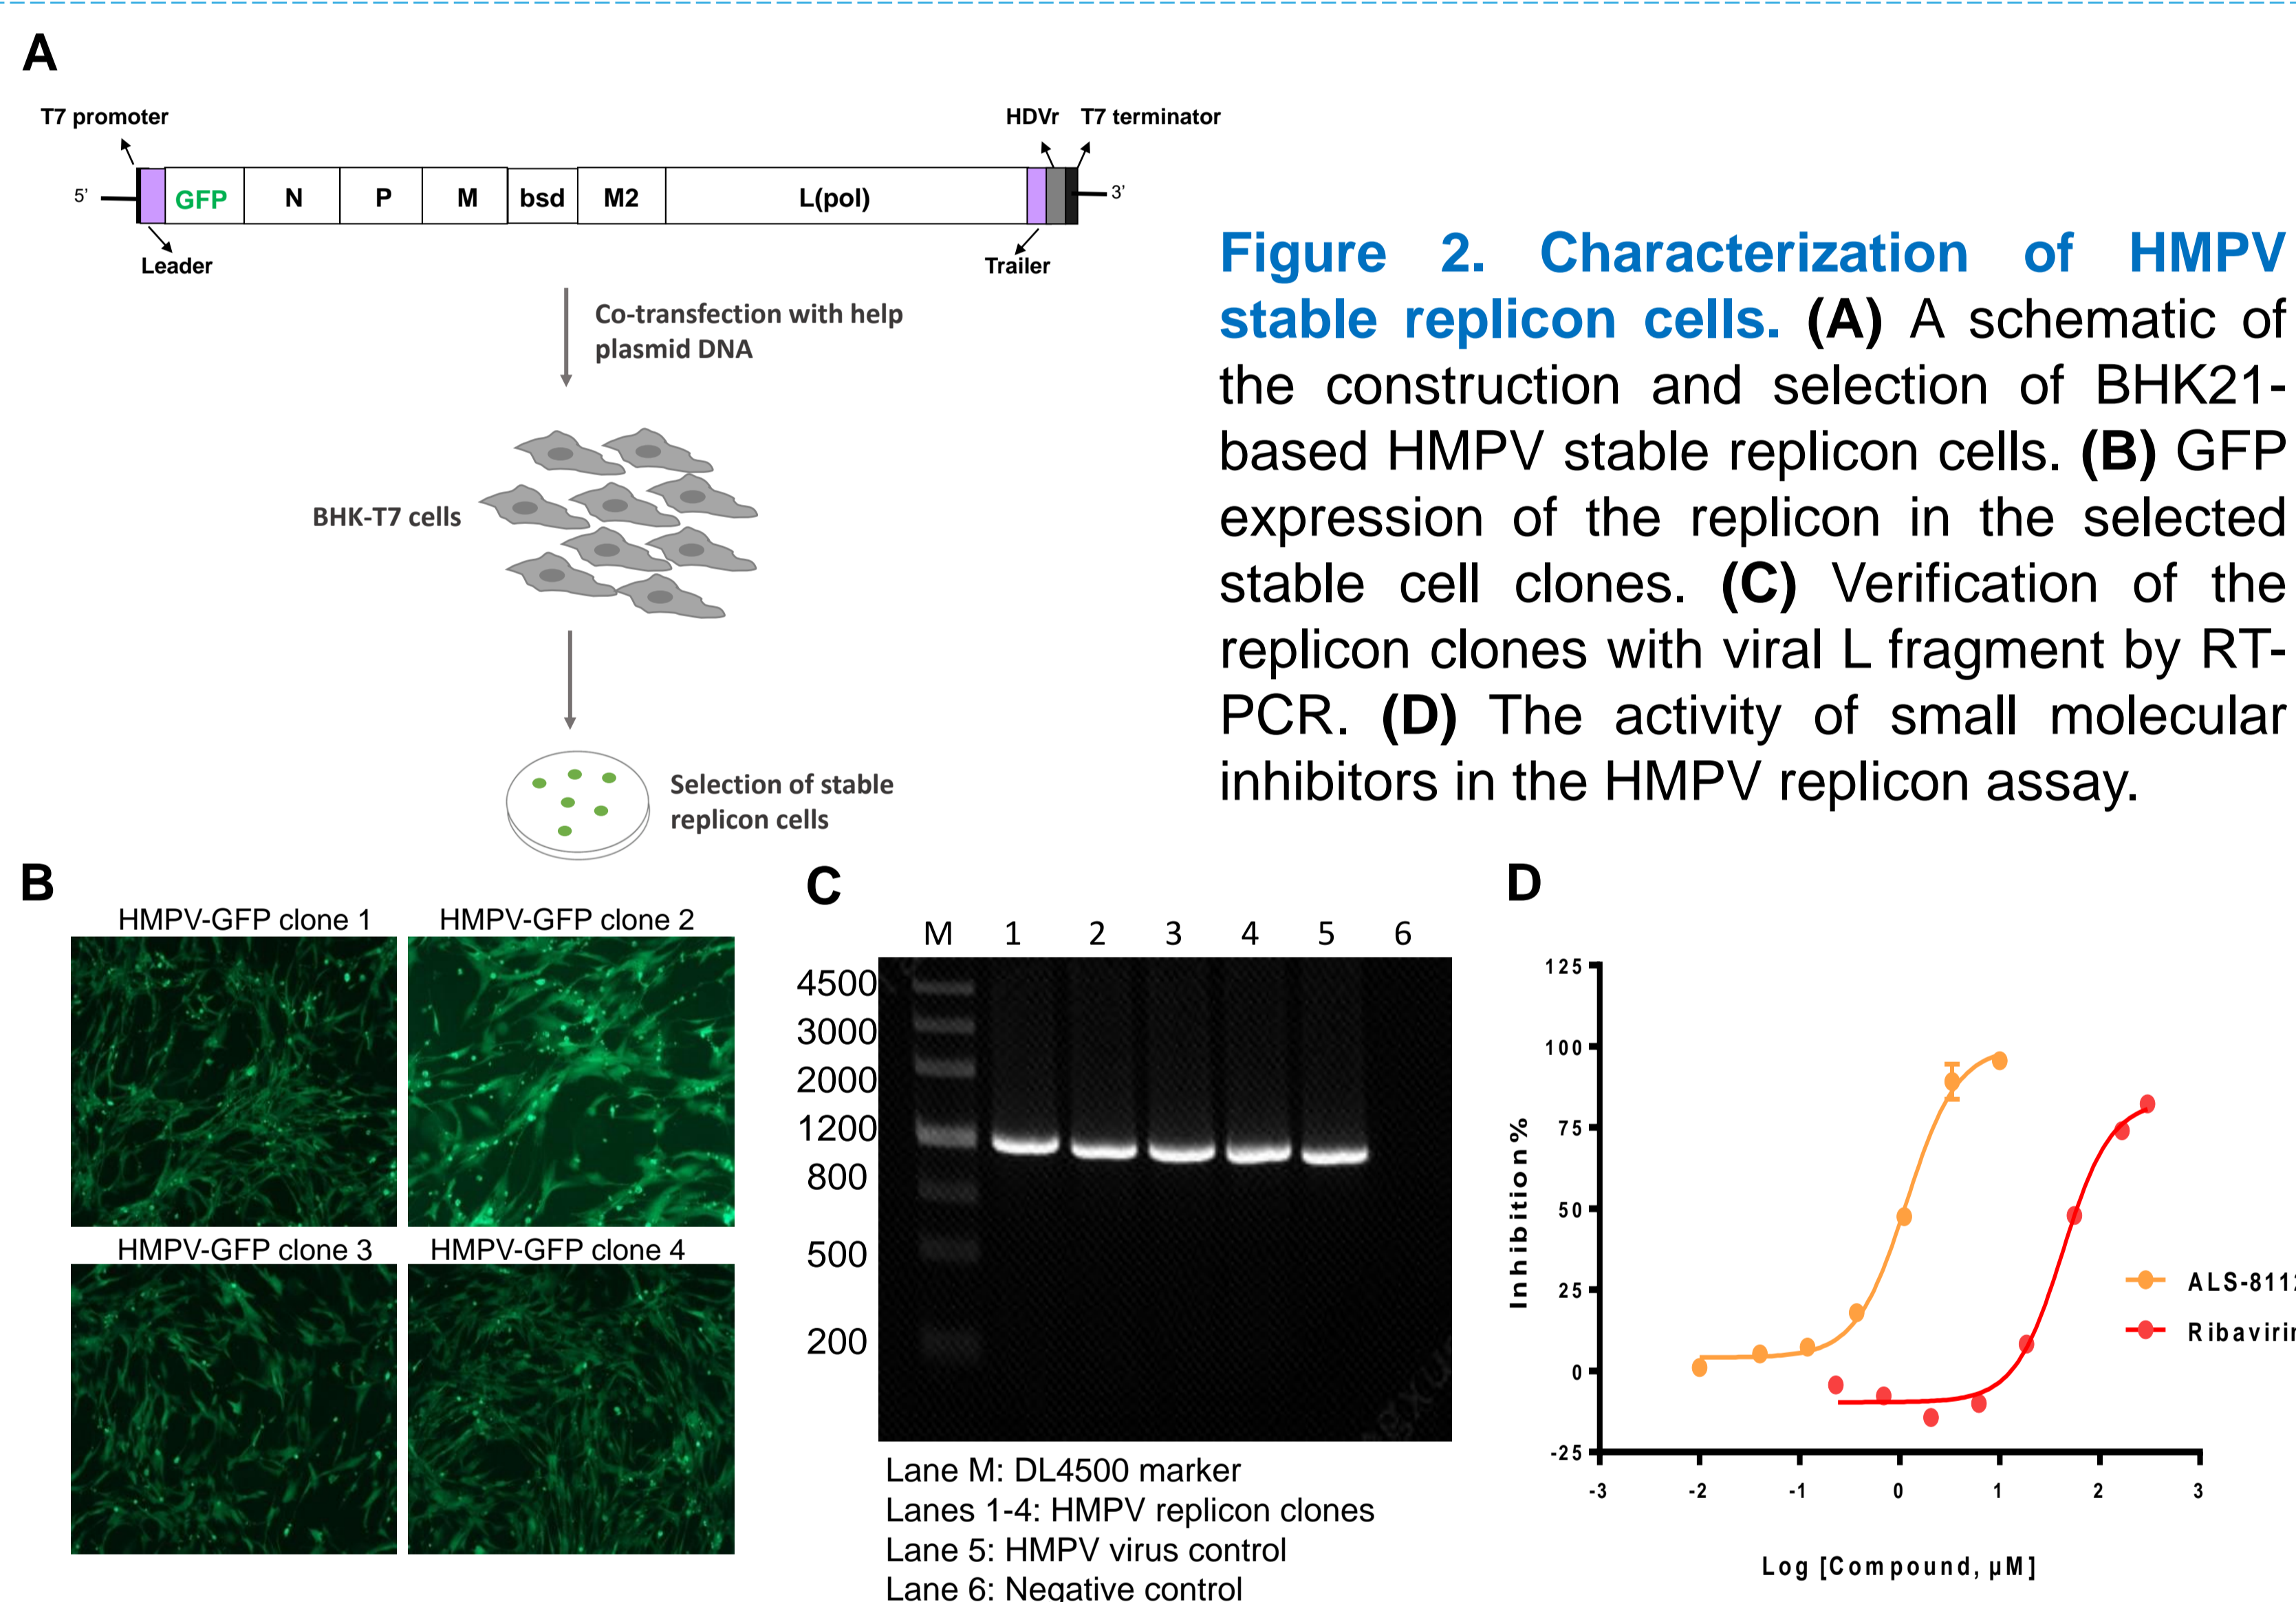 A
T7 promoter
HDVr T7 terminator
5’
GFP N P M bsd M2 L(pol)
3’
Leader
Trailer
Co-transfection with help
plasmid DNA
BHK-T7 cells
Selection of stable
replicon cells
Figure 2. Characterization of HMPV
stable replicon cells. (A) A schematic of
the construction and selection of BHK21-
based HMPV stable replicon cells. (B) GFP
expression of the replicon in the selected
stable cell clones. (C) Verification of the
replicon clones with viral L fragment by RT-
PCR. (D) The activity of small molecular
inhibitors in the HMPV replicon assay.
B
HMPV-GFP clone 1
HMPV-GFP clone 2
HMPV-GFP clone 3
HMPV-GFP clone 4
C
M 1 2 3 4 5 6
4500
3000
2000
1200
800
500
200
Lane M: DL4500 marker
Lanes 1-4: HMPV replicon clones
Lane 5: HMPV virus control
Lane 6: Negative control
D
125
100
75
50
25
0
-25
Inhibition%
-3 -2 -1 0 1 2 3
Log [Compound, µM]
ALS-8112
Ribavirin